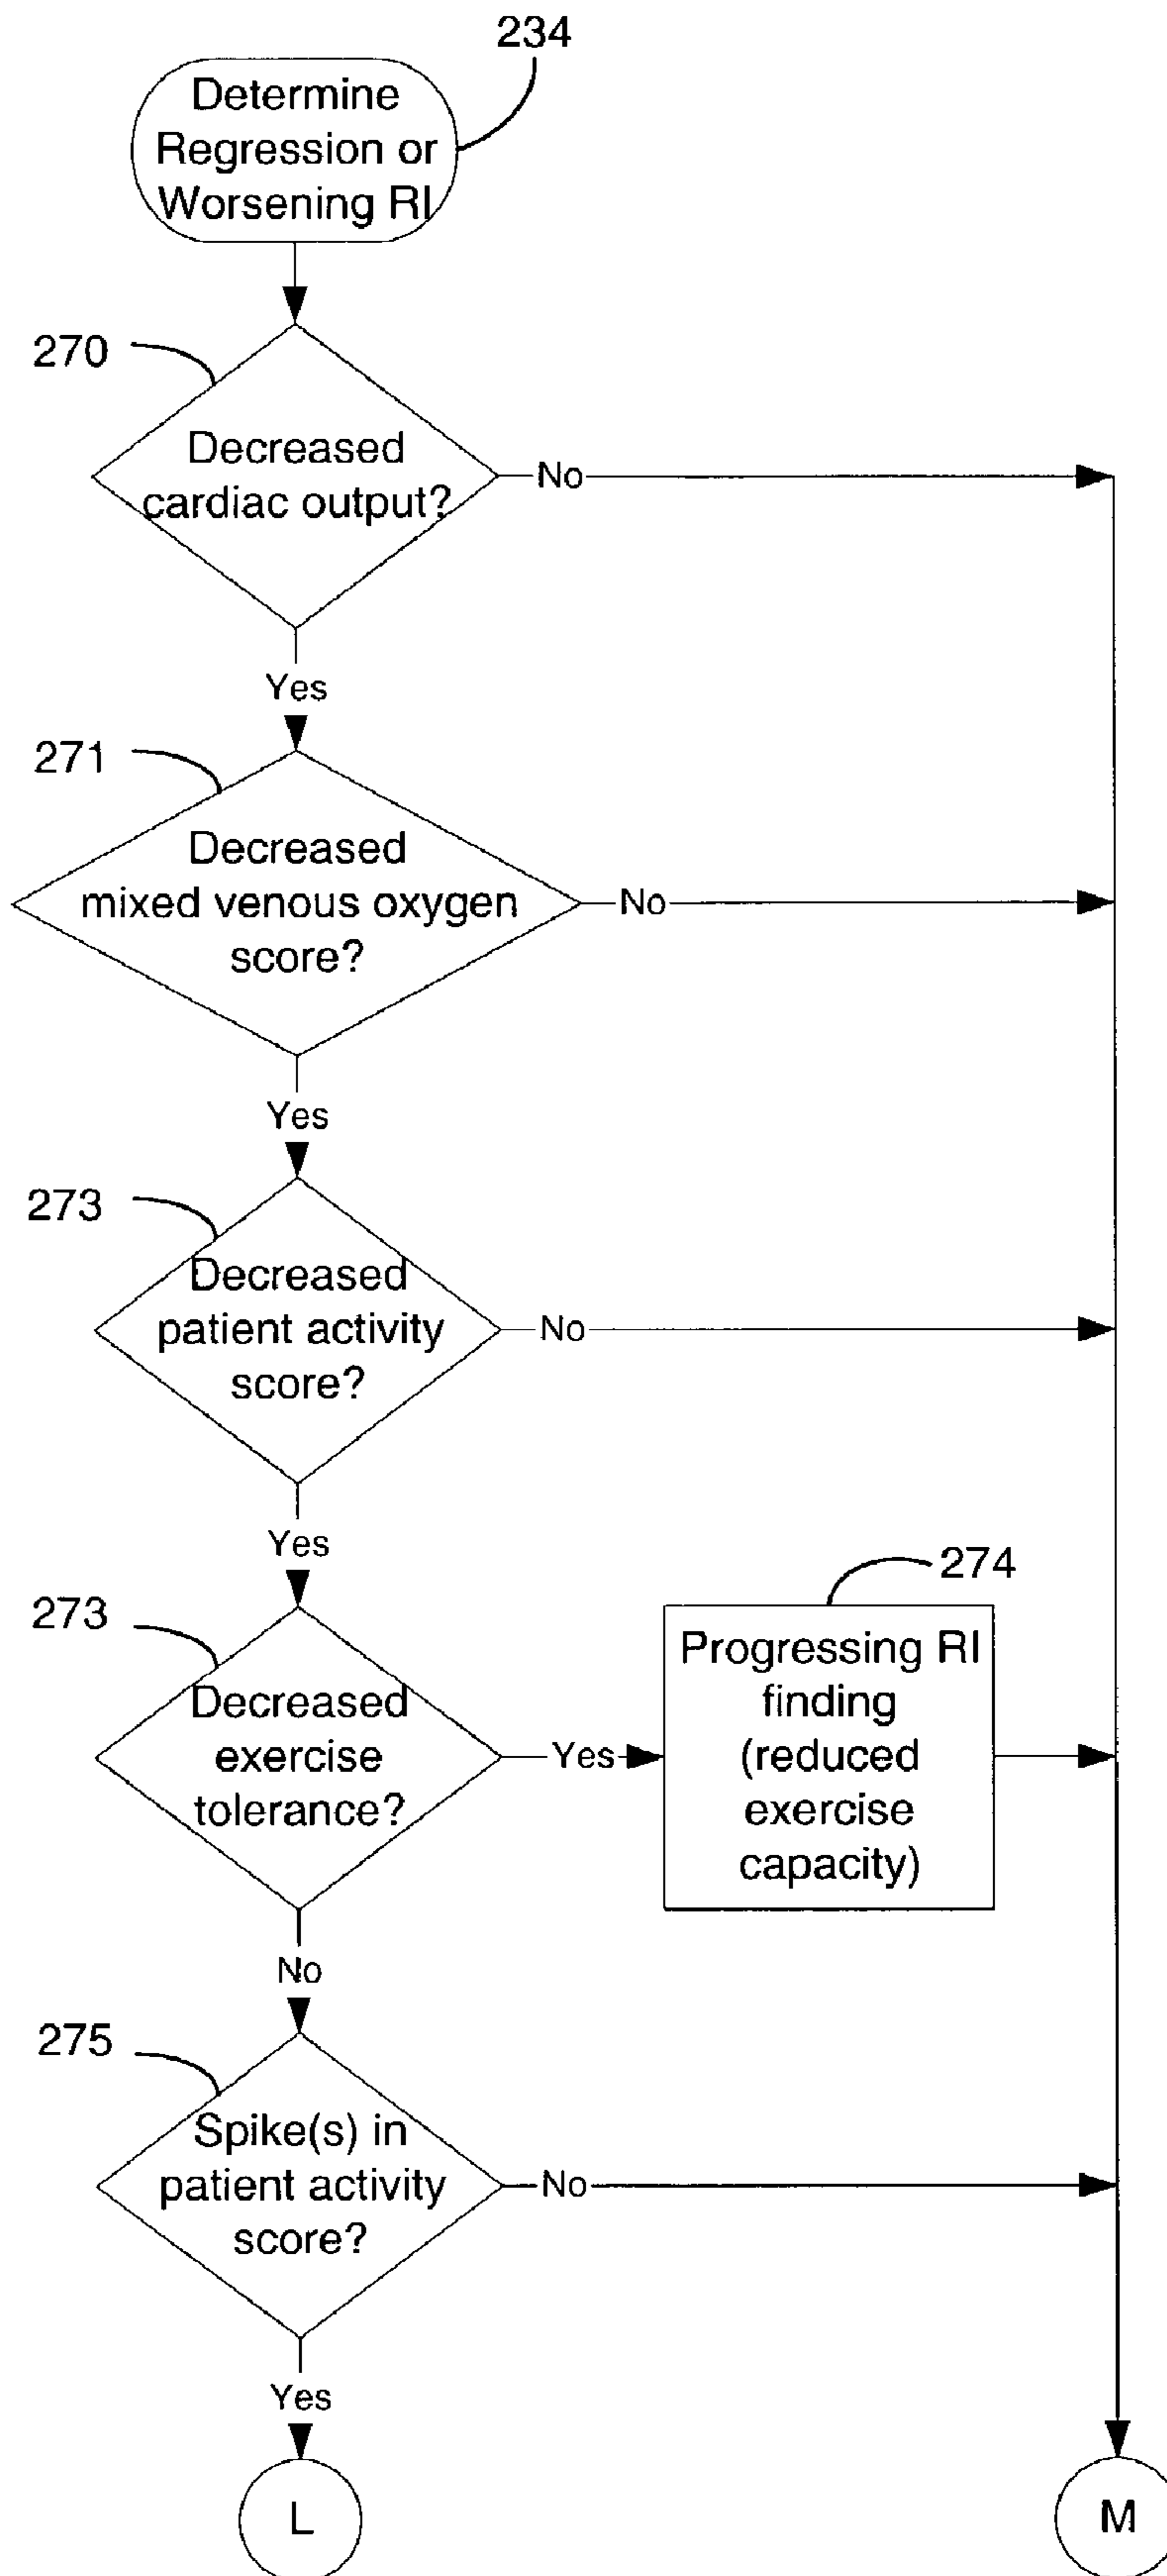 234
Determine
Regression or
Worsening RI
270
Decreased
cardiac output?
No
Yes
271
Decreased
mixed venous oxygen
score?
No
Yes
273
Decreased
patient activity
score?
No
Yes
273
Decreased
exercise
tolerance?
Yes
274
Progressing RI
finding
(reduced
exercise
capacity)
No
275
Spike(s) in
patient activity
score?
No
Yes
L
M